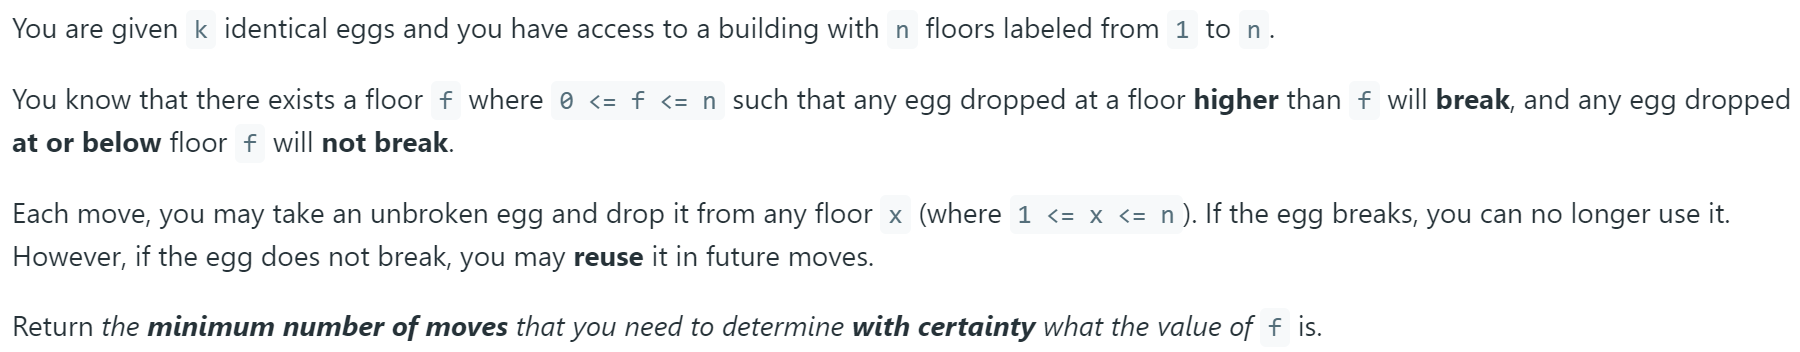 You are given k identical eggs and you have access to a building with n floors labeled from 1 to n.
You know that there exists a floor f where 0 <= f <= n such that any egg dropped at a floor higher than f will break, and any egg dropped
at or below floor f will not break.
Each move, you may take an unbroken egg and drop it from any floor x (where 1 <= x <= n). If the egg breaks, you can no longer use it.
However, if the egg does not break, you may reuse it in future moves.
Return the minimum number of moves that you need to determine with certainty what the value of f is.